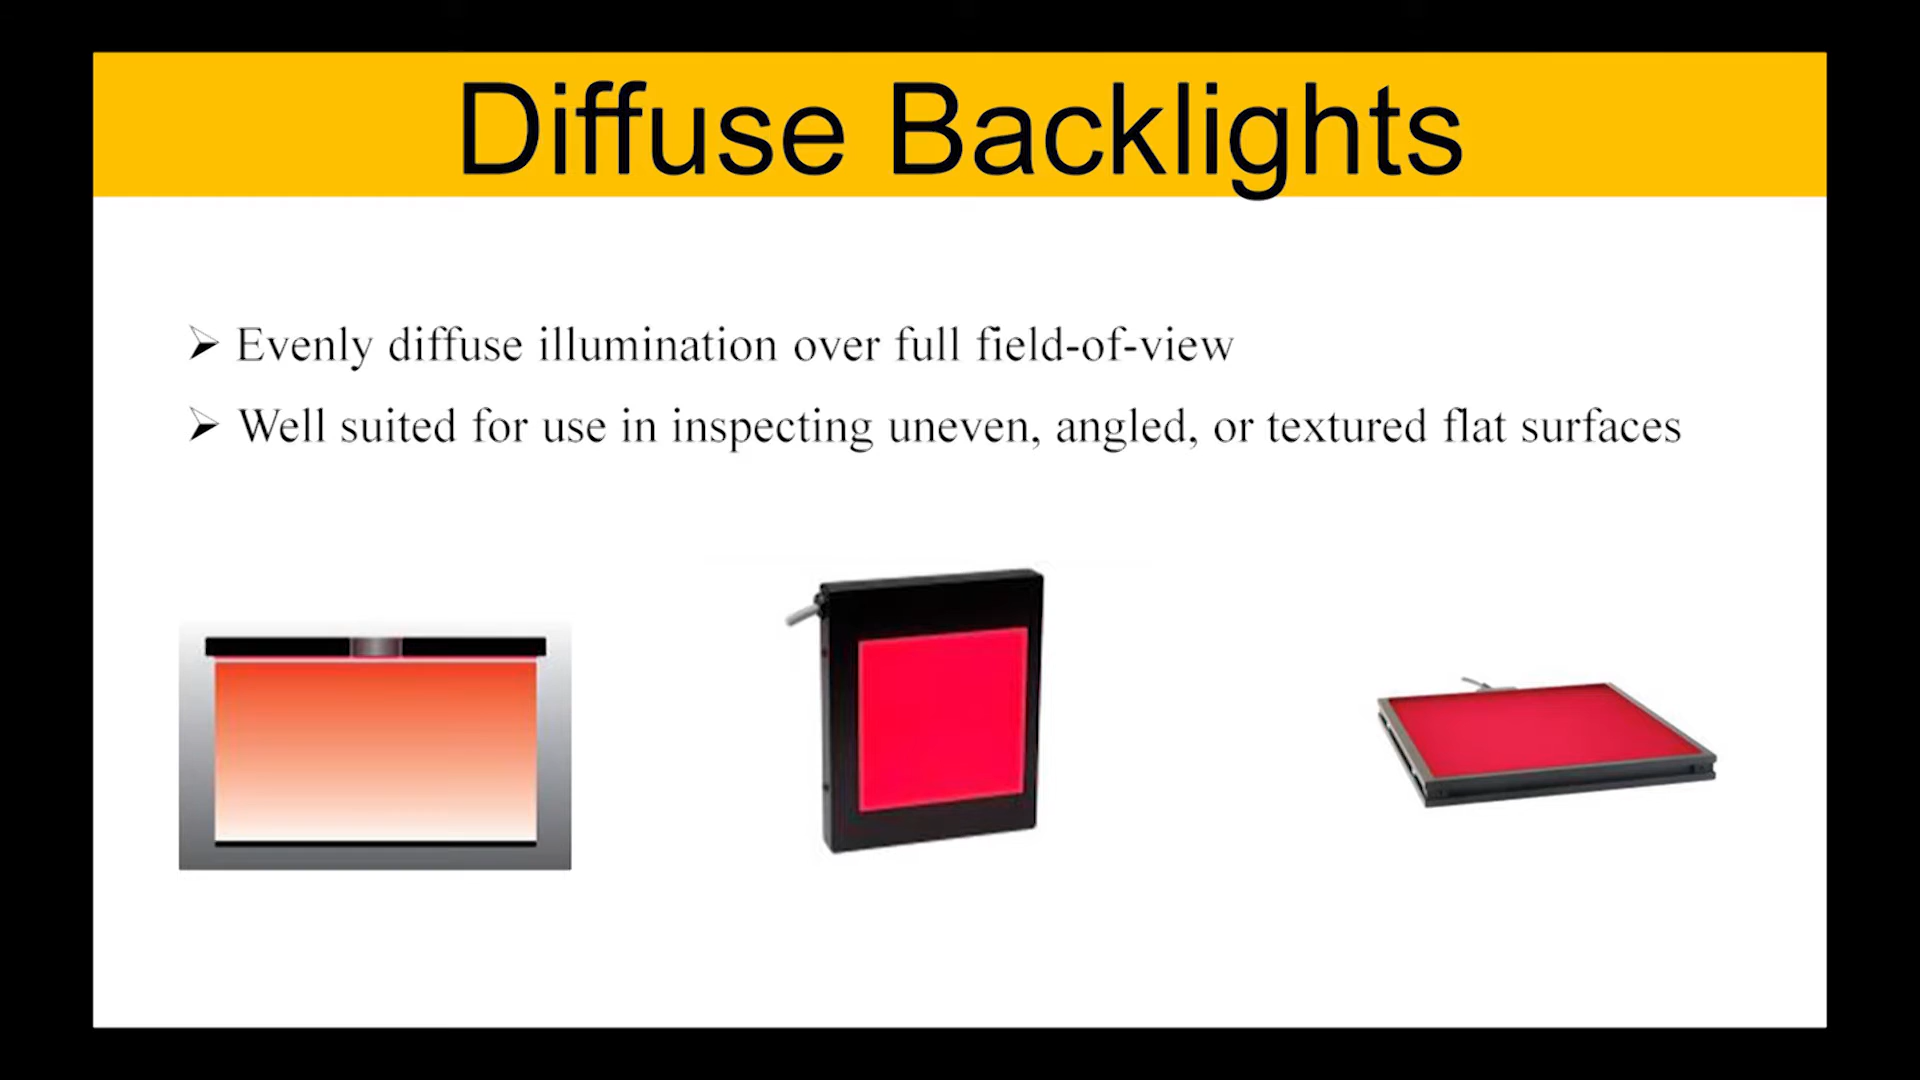 Diffuse Backlights
Evenly diffuse illumination over full field-of-view
Well suited for use in inspecting uneven, angled, or textured flat surfaces